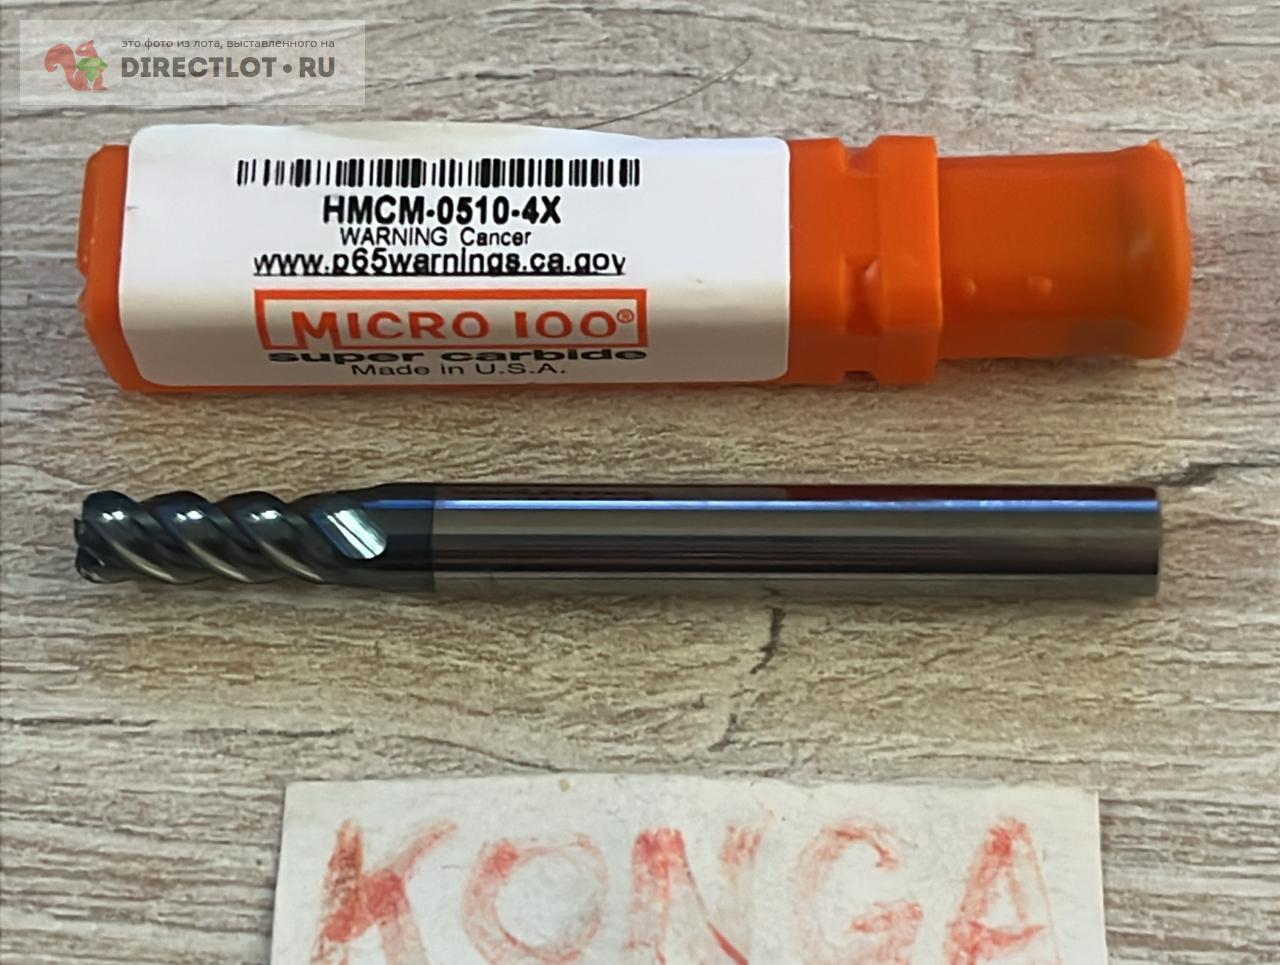 это фото из лота, выставленного на
DIRECTLOT•RU
HMCM-0510-4X
WARNING Cancer
www.p65warnings.ca.gov
MICRO 100®
super carbide
Made in U.S.A.
KONGA